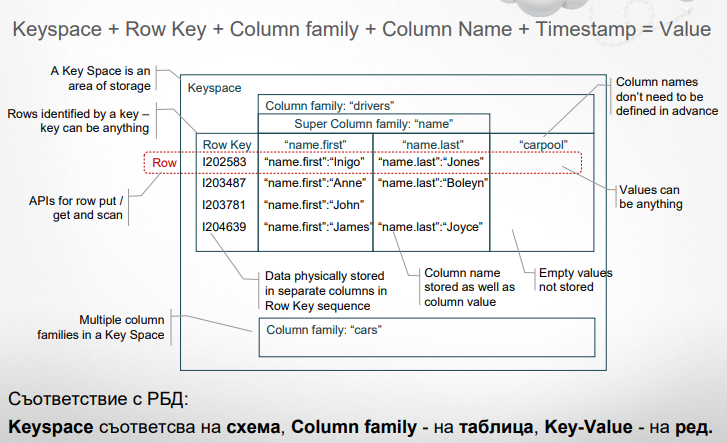 Keyspace + Row Key + Column family + Column Name + Timestamp = Value
A Key Space is an
area of storage
Rows identified by a key –
key can be anything
Row
APIs for row put /
get and scan
Multiple column
families in a Key Space
Keyspace
Column family: “drivers”
Super Column family: “name”
Row Key “name.first” “name.last” “carpool”
I202583 “name.first”:“Inigo” “name.last”:“Jones”
I203487 “name.first”:“Anne” “name.last”:“Boleyn”
I203781 “name.first”:“John”
I204639 “name.first”:“James” “name.last”:“Joyce”
Column names
don’t need to be
defined in advance
Values can
be anything
Data physically stored
in separate columns in
Row Key sequence
Column name
stored as well as
column value
Empty values
not stored
Column family: “cars”
Съответствие с РБД:
Keyspace съответсва на схема, Column family - на таблица, Key-Value - на ред.